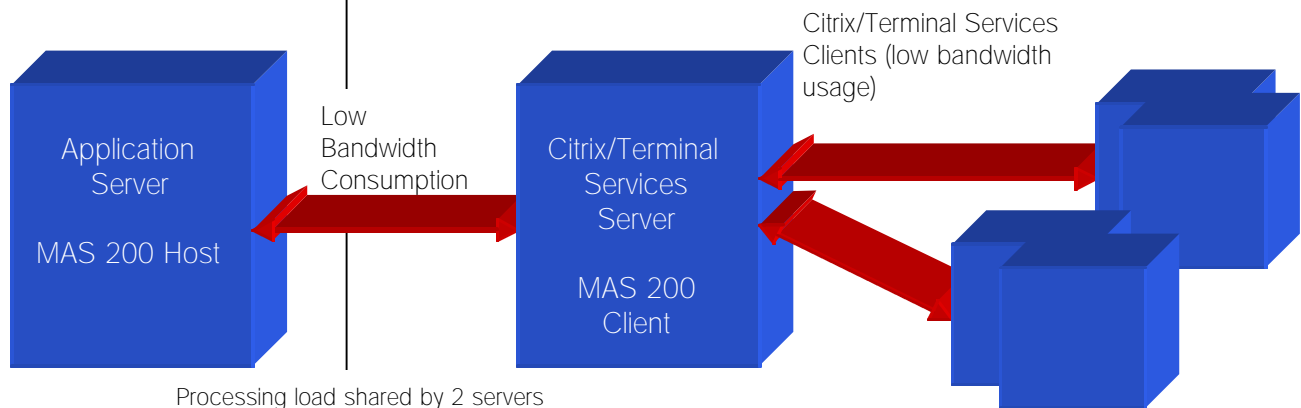 Application
Server
MAS 200 Host
Low
Bandwidth
Consumption
Citrix/Terminal
Services
Server
MAS 200
Client
Citrix/Terminal Services
Clients (low bandwidth
usage)
Processing load shared by 2 servers